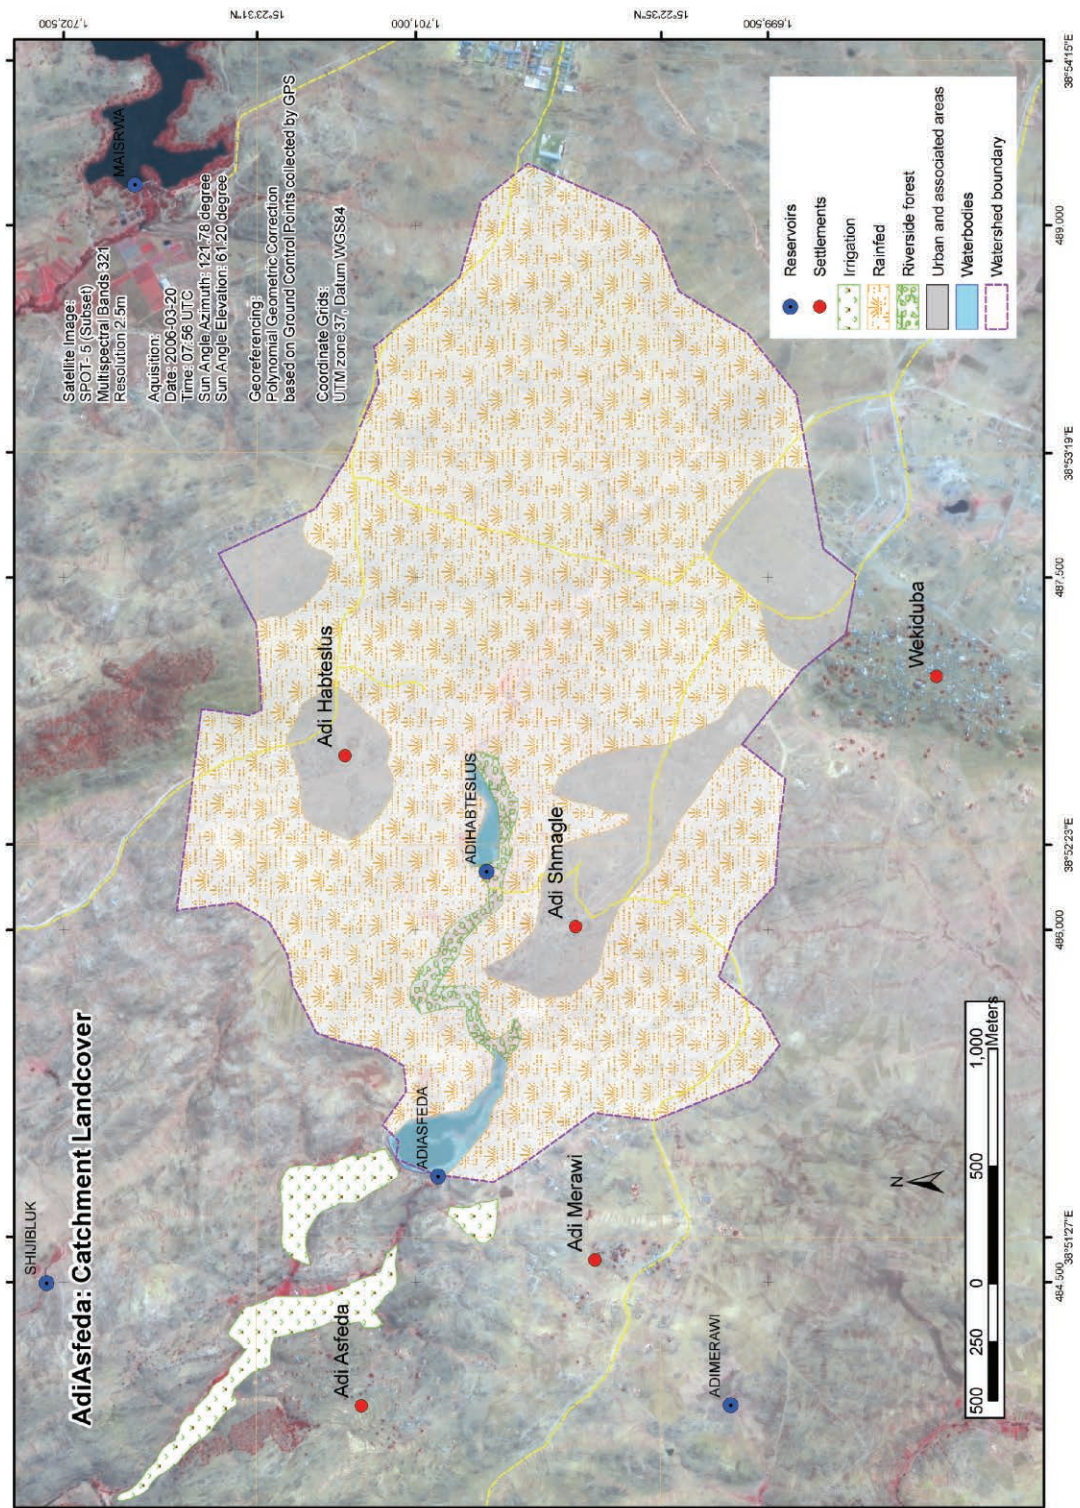 AdiAsfeda: Catchment Landcover
Satellite Image:
SPOT- 5 (Subset)
Multispectral Bands 321
Resolution 2.5m
Aquisition:
Date: 2006-03-20
Time: 07:56 UTC
Sun Angle Azimuth: 121.78 degree
Sun Angle Elevation: 61.20 degree
Georeferencing:
Polynomial Geometric Correction
based on Ground Control Points collected by GPS
Coordinate Grids:
UTM zone 37, Datum WGS84
SHIJIBLUK
MAISRWA
Adi Habteslus
Adi Asfeda
ADIASFEDA
ADIHABTESLUS
Adi Shmagle
Adi Merawi
ADIMERAWI
Wekiduba
Reservoirs
Settlements
Irrigation
Rainfed
Riverside forest
Urban and associated areas
Waterbodies
Watershed boundary
N
500 250 0 500 1,000
Meters
1,702,500
15°23'31"N
1,701,000
15°22'35"N
1,699,500
484,500
38°51'27"E
486,000
38°52'23"E
487,500
38°53'19"E
489,000
38°54'15"E